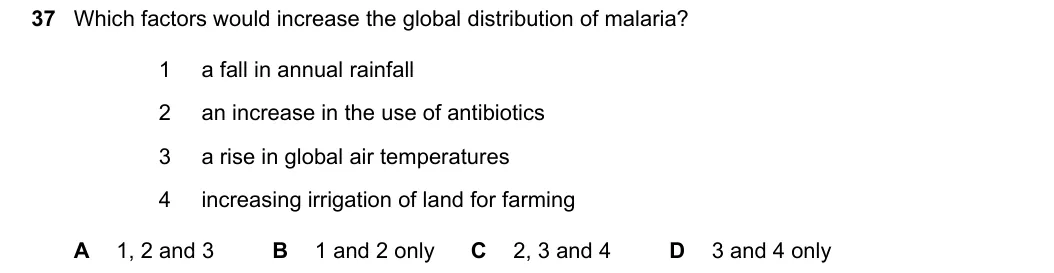 37 Which factors would increase the global distribution of malaria?
1 a fall in annual rainfall
2 an increase in the use of antibiotics
3 a rise in global air temperatures
4 increasing irrigation of land for farming
A 1, 2 and 3 B 1 and 2 only C 2, 3 and 4 D 3 and 4 only